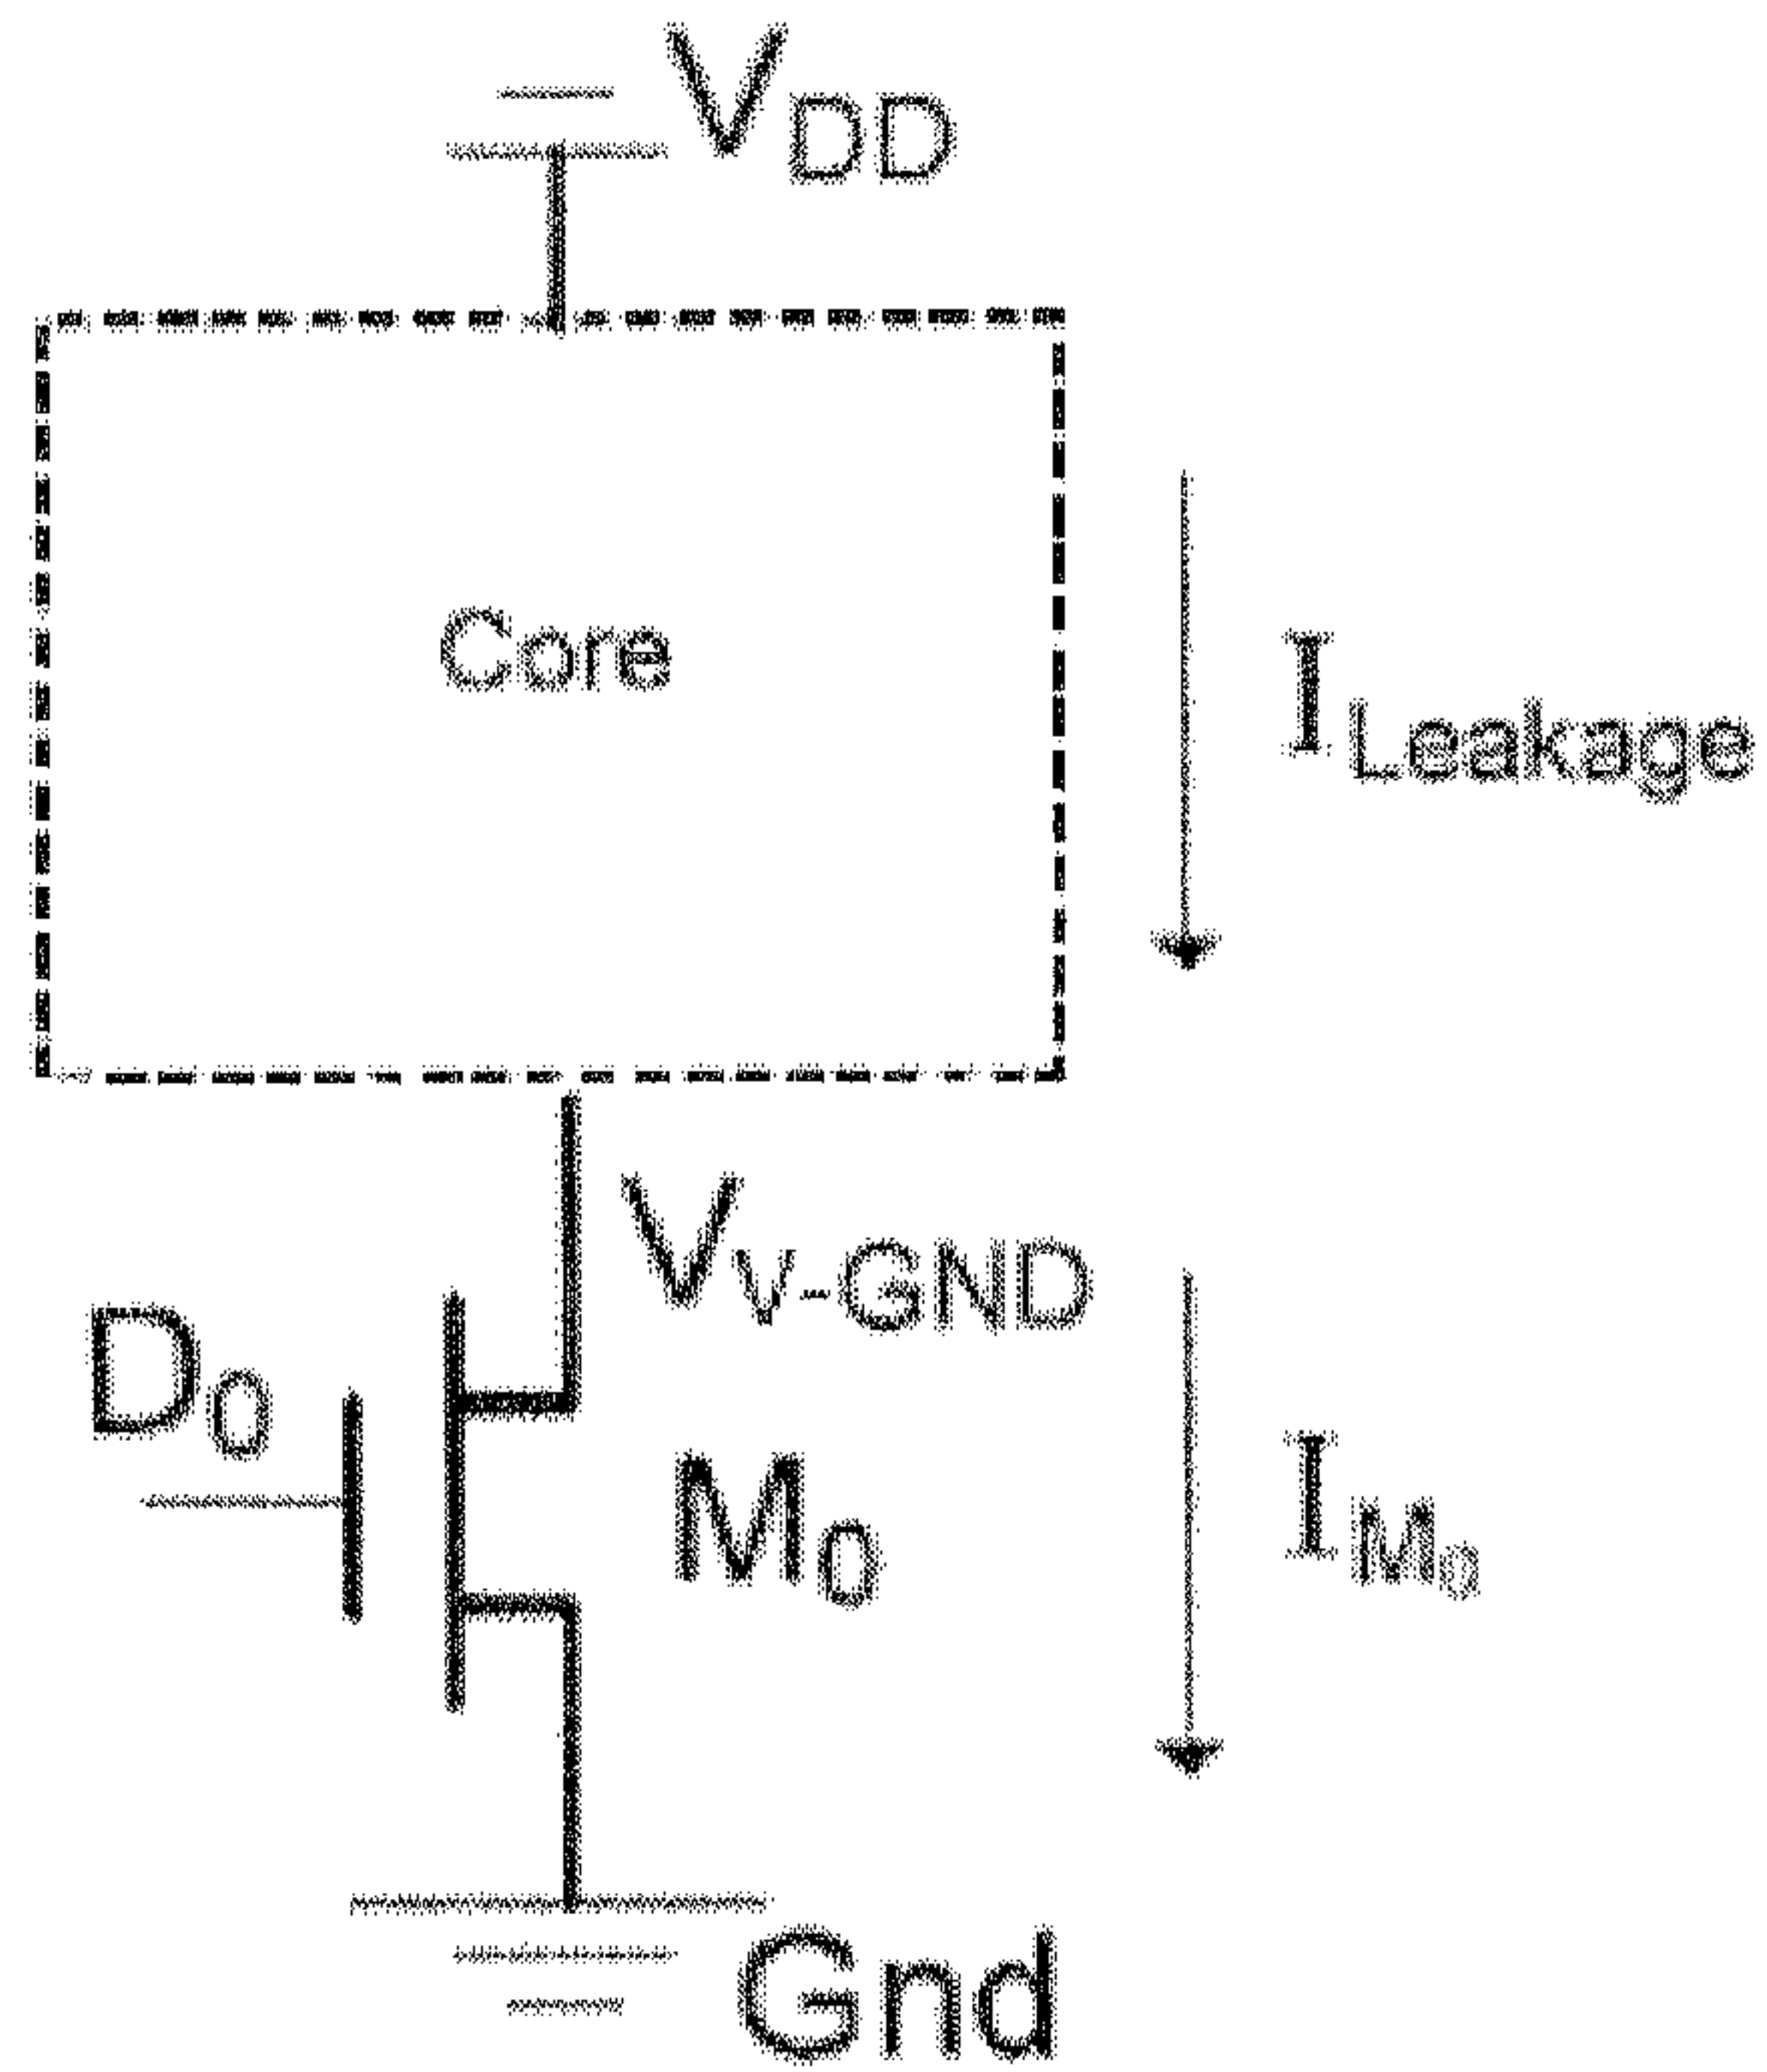 VDD
Core
ILeakage
VV-GND
D0
M0
IM0
Gnd